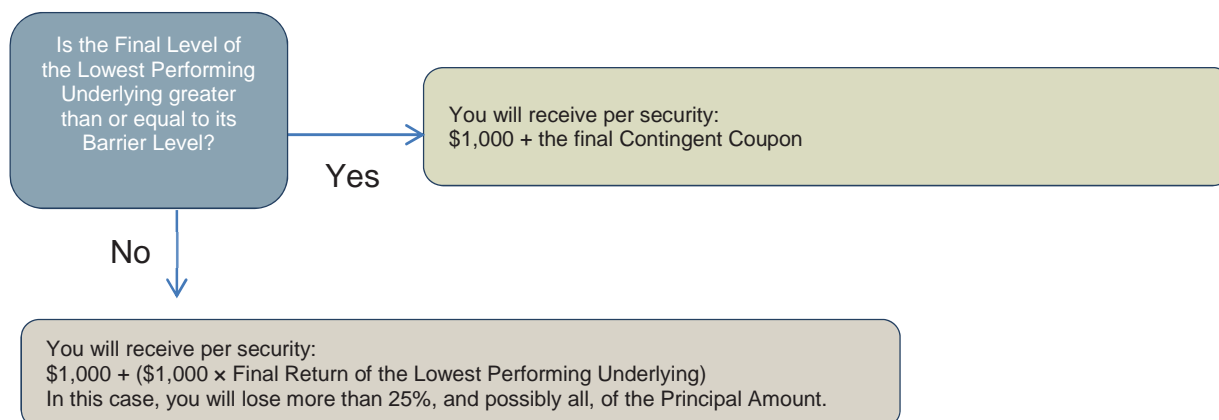 Is the Final Level of
the Lowest Performing
Underlying greater
than or equal to its
Barrier Level?
Yes
You will receive per security:
$1,000 + the final Contingent Coupon
No
You will receive per security:
$1,000 + ($1,000 × Final Return of the Lowest Performing Underlying)
In this case, you will lose more than 25%, and possibly all, of the Principal Amount.